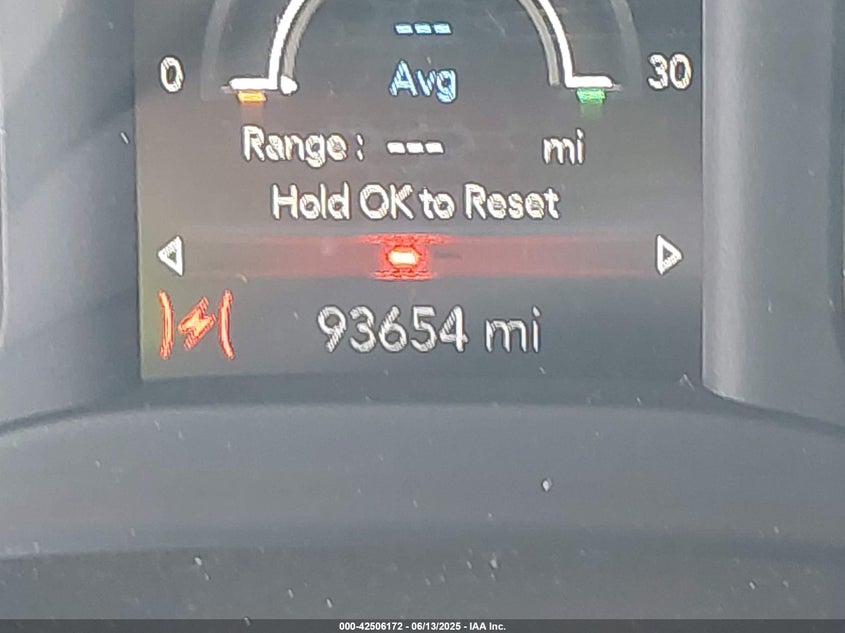 ---
0 Avg 30
Range: --- mi
Hold OK to Reset
93654 mi
000-42506172 - 06/13/2025 - IAA Inc.